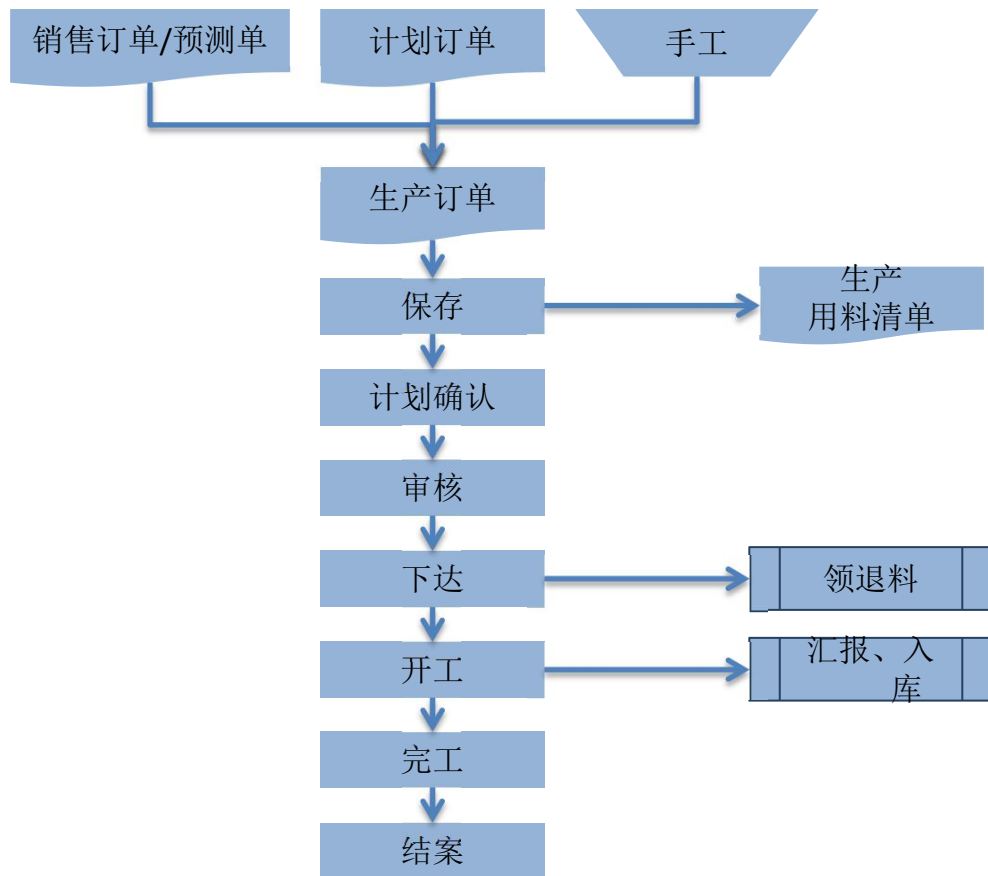 销售订单/预测单
计划订单
手工
生产订单
保存
生产
用料清单
计划确认
审核
下达
领退料
开工
汇报、入
库
完工
结案